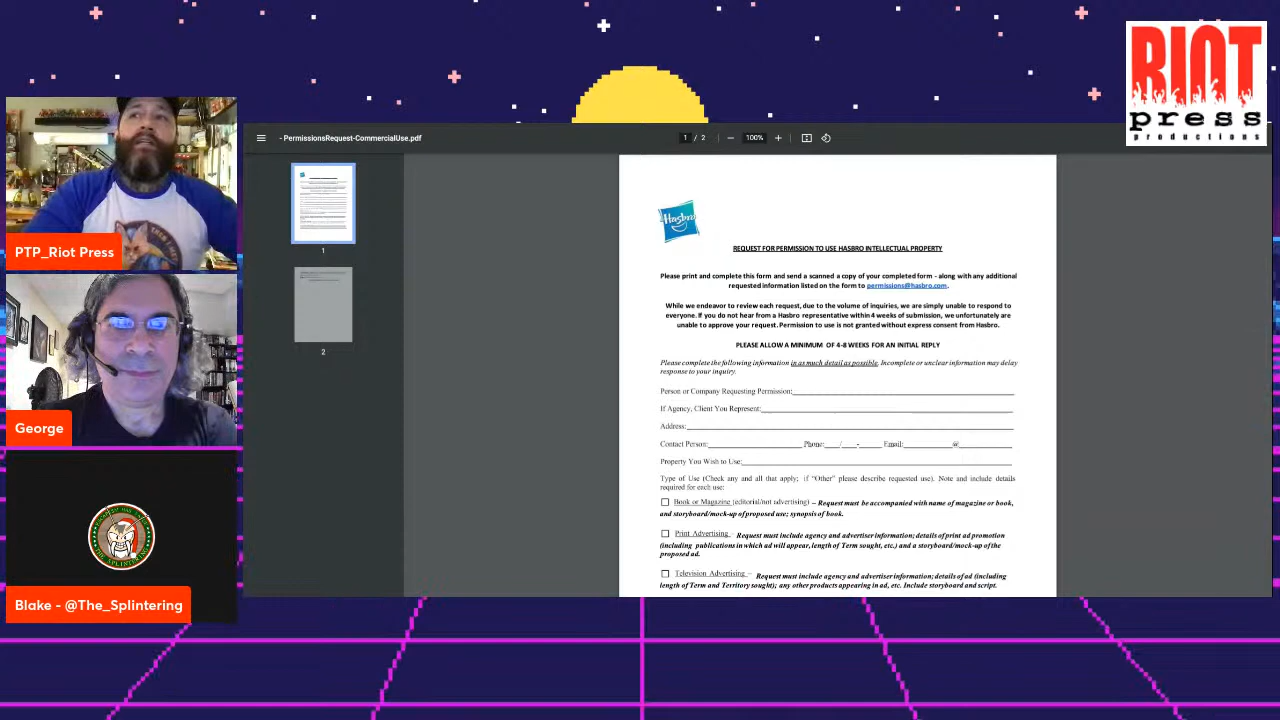 RIOT
press
productions
- PermissionsRequest-CommercialUse.pdf
1 / 2
100%
1
2
PTP_Riot Press
George
SPLINTERING
Blake - @The_Splintering
Hasbro
REQUEST FOR PERMISSION TO USE HASBRO INTELLECTUAL PROPERTY
Please print and complete this form and send a scanned a copy of your completed form - along with any additional
requested information listed on the form to permissions@hasbro.com.
While we endeavor to review each request, due to the volume of inquiries, we are simply unable to respond to
everyone. If you do not hear from a Hasbro representative within 4 weeks of submission, we unfortunately are
unable to approve your request. Permission to use is not granted without express consent from Hasbro.
PLEASE ALLOW A MINIMUM OF 4-8 WEEKS FOR AN INITIAL REPLY
Please complete the following information in as much detail as possible. Incomplete or unclear information may delay
response to your inquiry.
Person or Company Requesting Permission:
If Agency, Client You Represent:
Address:
Contact Person: Phone: / - Email: @
Property You Wish to Use:
Type of Use (Check any and all that apply; if "Other" please describe requested use). Note and include details
required for each use:
Book or Magazine (editorial/not advertising) – Request must be accompanied with name of magazine or book,
and storyboard/mock-up of proposed use; synopsis of book.
Print Advertising – Request must include agency and advertiser information; details of print ad promotion
(including publications in which ad will appear, length of Term sought, etc.) and a storyboard/mock-up of the
proposed ad.
Television Advertising – Request must include agency and advertiser information; details of ad (including
length of Term and Territory sought); any other products appearing in ad, etc. Include storyboard and script.